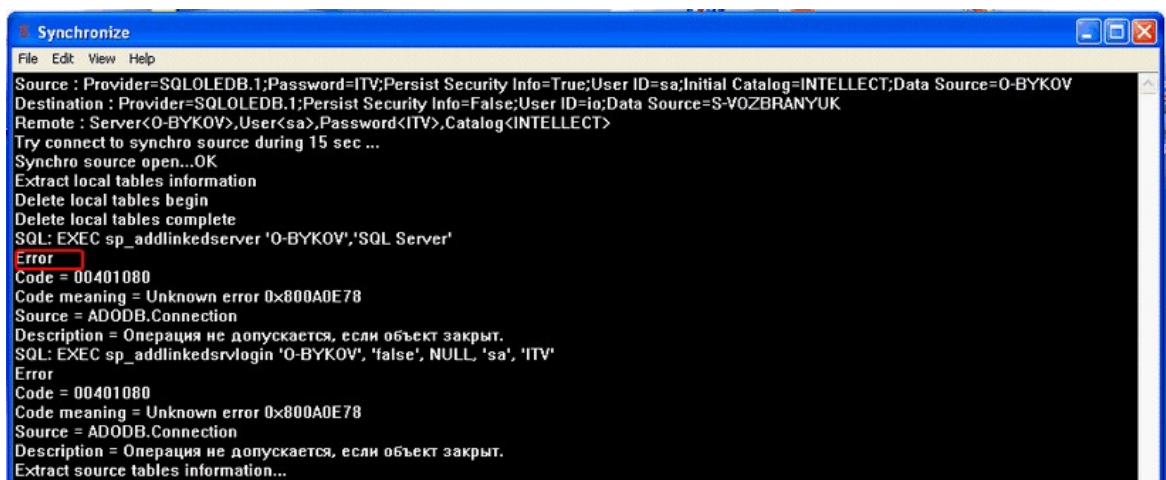 Synchronize
File Edit View Help
Source : Provider=SQLOLEDB.1;Password=ITV;Persist Security Info=True;User ID=sa;Initial Catalog=INTELLECT;Data Source=O-BYKOV
Destination : Provider=SQLOLEDB.1;Persist Security Info=False;User ID=io;Data Source=S-VOZBRANYUK
Remote : Server<O-BYKOV>,User<sa>,Password<ITV>,Catalog<INTELLECT>
Try connect to synchro source during 15 sec ...
Synchro source open...OK
Extract local tables information
Delete local tables begin
Delete local tables complete
SQL: EXEC sp_addlinkedserver 'O-BYKOV','SQL Server'
Error
Code = 00401080
Code meaning = Unknown error 0x800A0E78
Source = ADODB.Connection
Description = Операция не допускается, если объект закрыт.
SQL: EXEC sp_addlinkedsrvlogin 'O-BYKOV', 'false', NULL, 'sa', 'ITV'
Error
Code = 00401080
Code meaning = Unknown error 0x800A0E78
Source = ADODB.Connection
Description = Операция не допускается, если объект закрыт.
Extract source tables information...